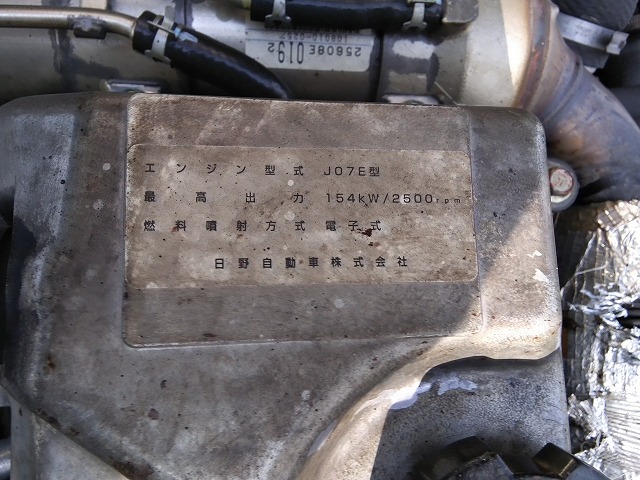 25608E 0192
エンジン型式 J07E型
最高出力 154kW/2500rpm
燃料噴射方式 電子式
日野自動車株式会社